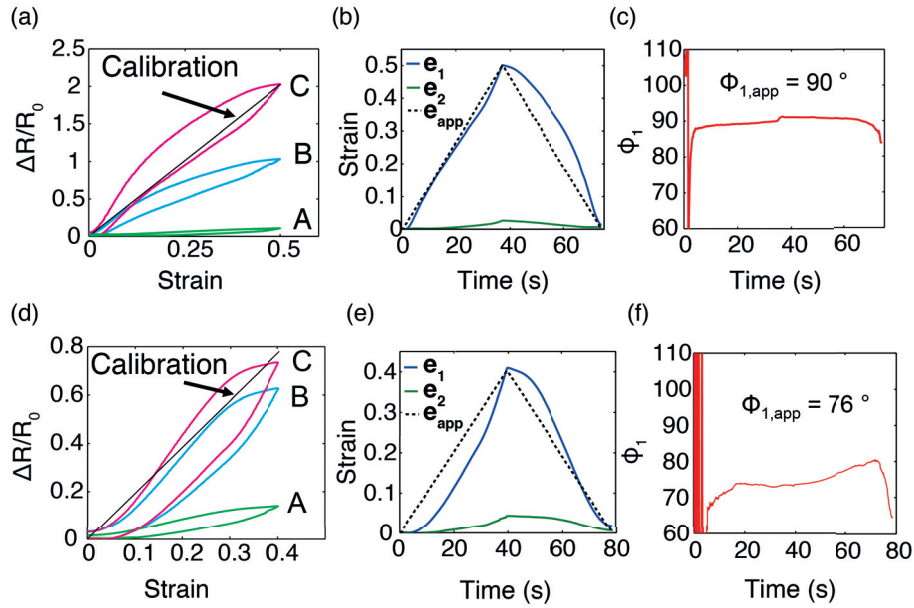 (a)
2.5
2
1.5
1
0.5
0
ΔR/R₀
Calibration
C
B
A
0
0.25
0.5
Strain
(b)
0.5
0.4
0.3
0.2
0.1
0
Strain
e₁
e₂
e_app
0 20 40 60 80
Time (s)
(c)
110
100
90
80
70
60
Φ₁
Φ₁,app = 90 °
0 20 40 60
Time (s)
(d)
0.8
0.6
0.4
0.2
0
ΔR/R₀
Calibration
C
B
A
0 0.1 0.2 0.3 0.4
Strain
(e)
0.4
0.3
0.2
0.1
0
Strain
e₁
e₂
e_app
0 20 40 60 80
Time (s)
(f)
110
100
90
80
70
60
Φ₁
Φ₁,app = 76 °
0 20 40 60 80
Time (s)